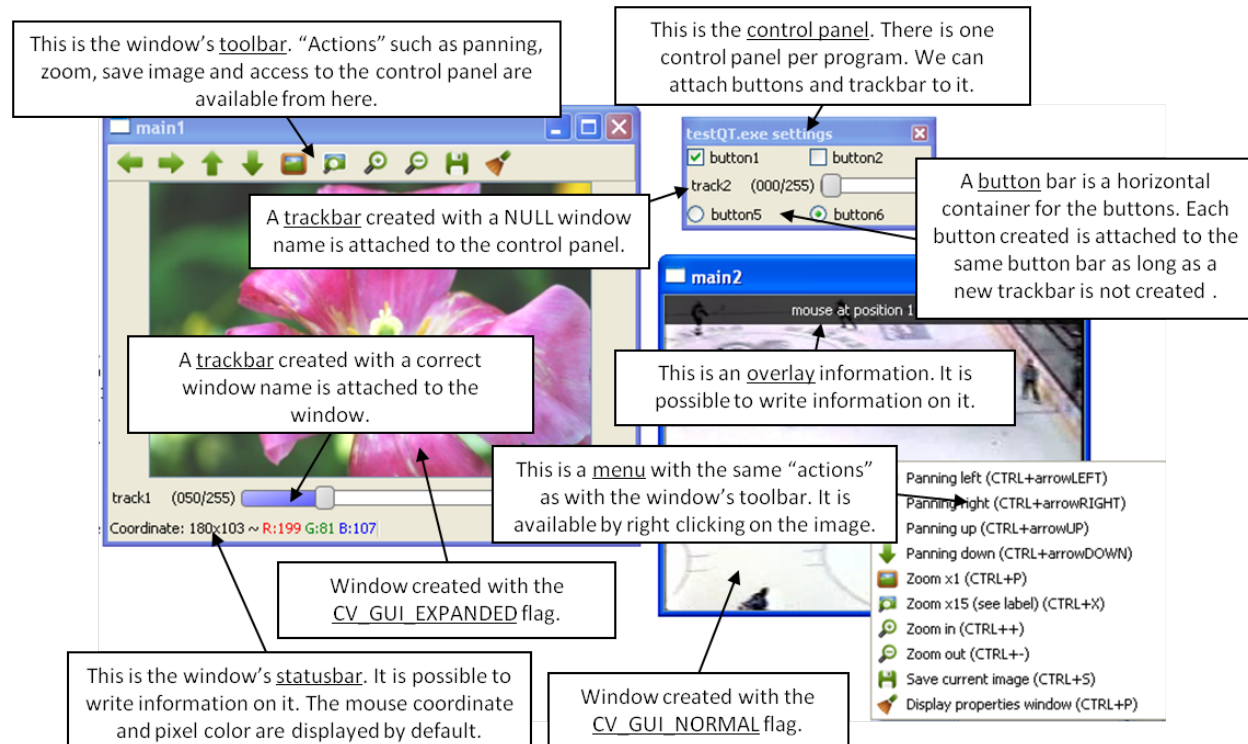 This is the window's toolbar. “Actions” such as panning,
zoom, save image and access to the control panel are
available from here.
This is the control panel. There is one
control panel per program. We can
attach buttons and trackbar to it.
main1
testQT.exe settings
button1
button2
track2 (000/255)
button5
button6
A button bar is a horizontal
container for the buttons. Each
button created is attached to the
same button bar as long as a
new trackbar is not created .
A trackbar created with a NULL window
name is attached to the control panel.
main2
mouse at position 1
A trackbar created with a correct
window name is attached to the
window.
This is an overlay information. It is
possible to write information on it.
This is a menu with the same “actions”
as with the window's toolbar. It is
available by right clicking on the image.
track1 (050/255)
Coordinate: 180x103 ~ R:199 G:81 B:107
Panning left (CTRL+arrowLEFT)
Panning right (CTRL+arrowRIGHT)
Panning up (CTRL+arrowUP)
Panning down (CTRL+arrowDOWN)
Zoom x1 (CTRL+P)
Zoom x15 (see label) (CTRL+X)
Zoom in (CTRL++)
Zoom out (CTRL+-)
Save current image (CTRL+S)
Display properties window (CTRL+P)
Window created with the
CV_GUI_EXPANDED flag.
This is the window's statusbar. It is possible to
write information on it. The mouse coordinate
and pixel color are displayed by default.
Window created with the
CV_GUI_NORMAL flag.